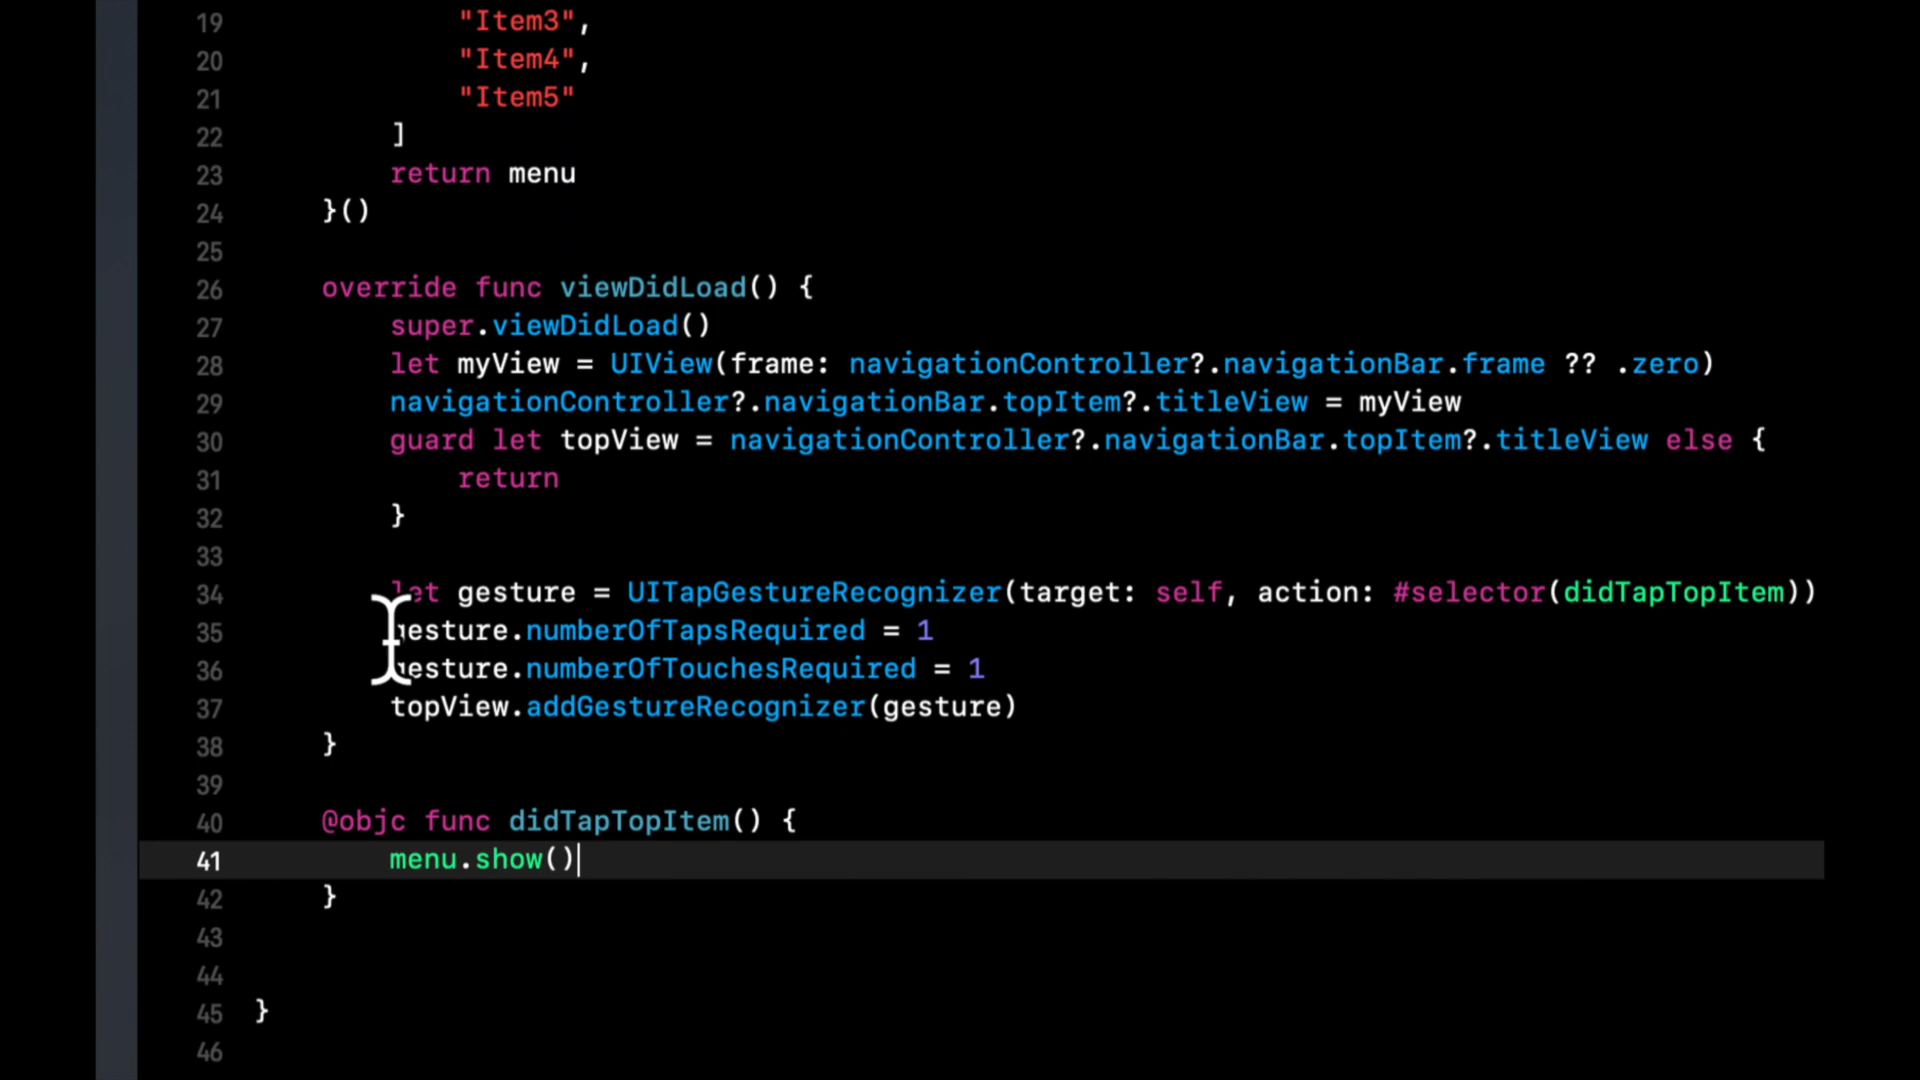 19 "Item3",
20 "Item4",
21 "Item5"
22 ]
23 return menu
24 }()
25
26 override func viewDidLoad() {
27 super.viewDidLoad()
28 let myView = UIView(frame: navigationController?.navigationBar.frame ?? .zero)
29 navigationController?.navigationBar.topItem?.titleView = myView
30 guard let topView = navigationController?.navigationBar.topItem?.titleView else {
31 return
32 }
33
34 let gesture = UITapGestureRecognizer(target: self, action: #selector(didTapTopItem))
35 gesture.numberOfTapsRequired = 1
36 gesture.numberOfTouchesRequired = 1
37 topView.addGestureRecognizer(gesture)
38 }
39
40 @objc func didTapTopItem() {
41 menu.show()
42 }
43
44
45 }
46